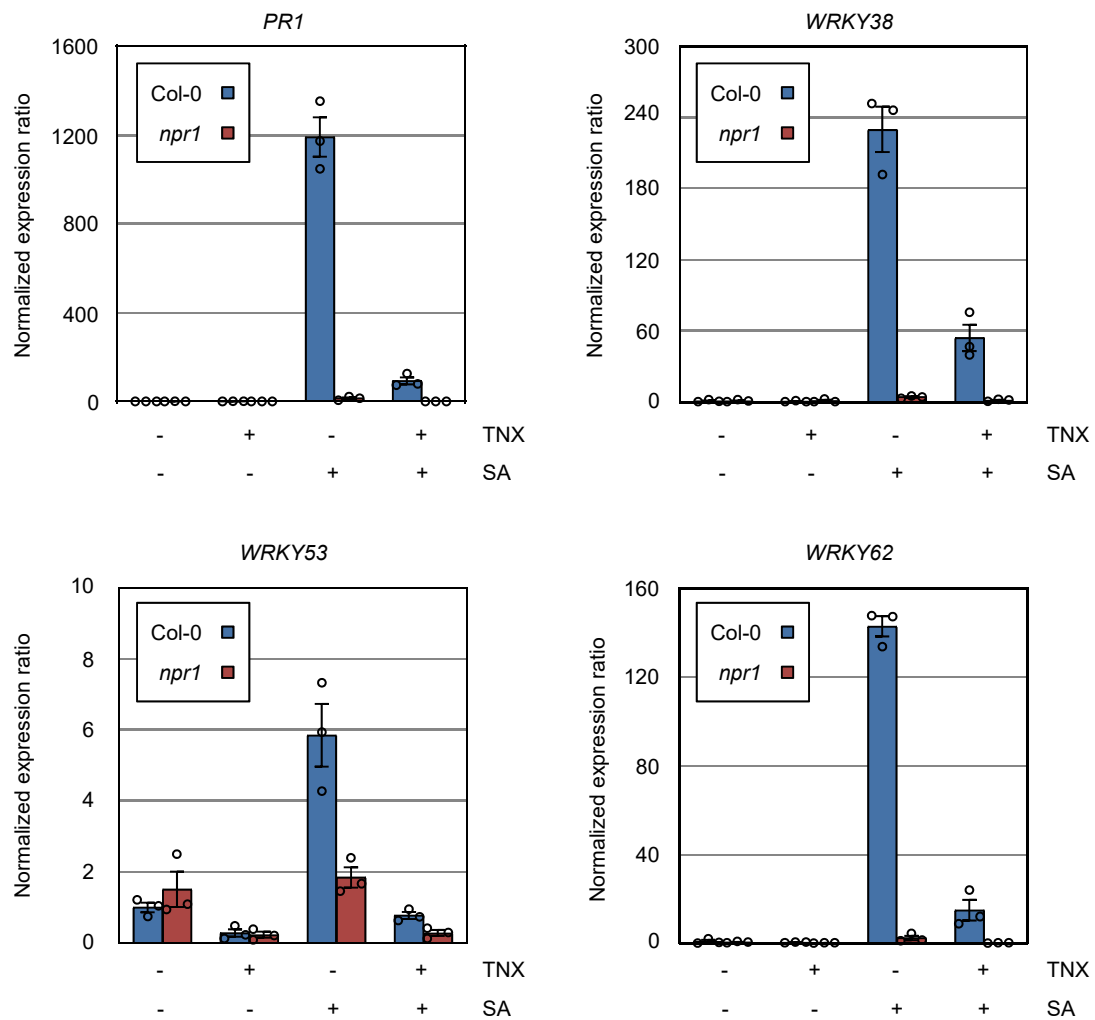 PR1
Normalized expression ratio
1600
1200
800
400
0
Col-0
npr1
- + - + TNX
- - + + SA
WRKY38
Normalized expression ratio
300
240
180
120
60
0
Col-0
npr1
- + - + TNX
- - + + SA
WRKY53
Normalized expression ratio
10
8
6
4
2
0
Col-0
npr1
- + - + TNX
- - + + SA
WRKY62
Normalized expression ratio
160
120
80
40
0
Col-0
npr1
- + - + TNX
- - + + SA